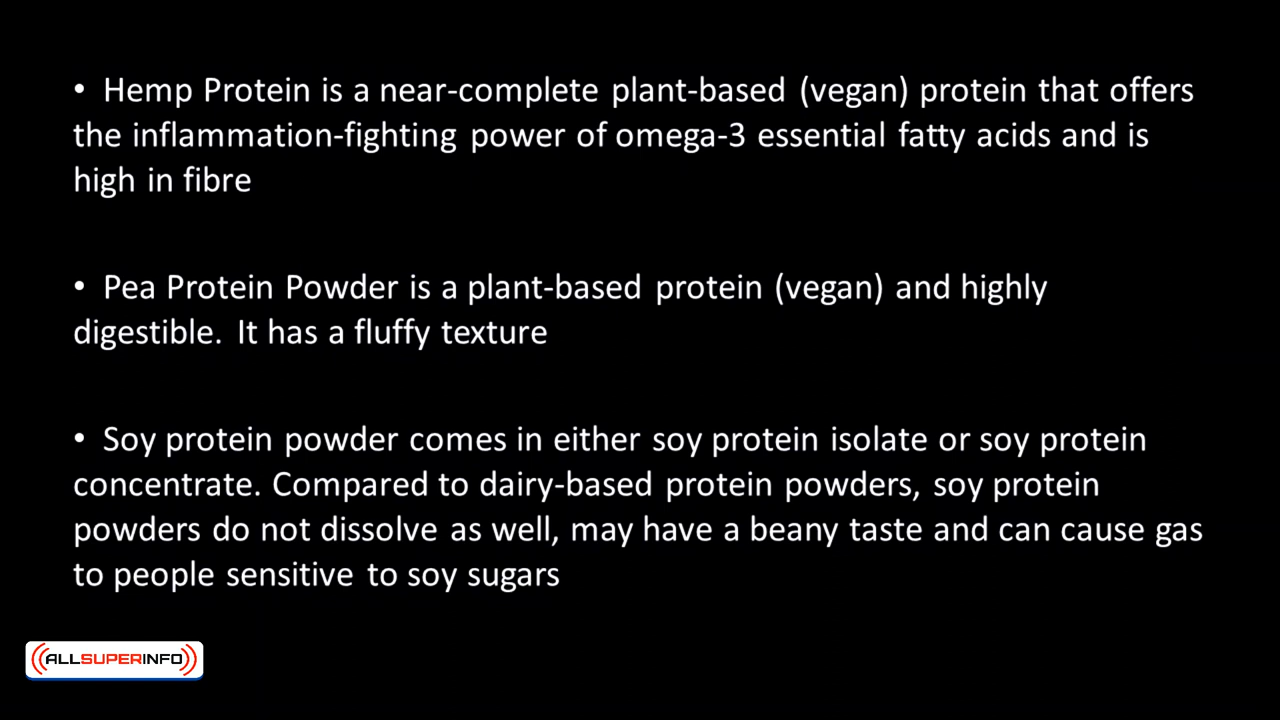 • Hemp Protein is a near-complete plant-based (vegan) protein that offers
the inflammation-fighting power of omega-3 essential fatty acids and is
high in fibre
• Pea Protein Powder is a plant-based protein (vegan) and highly
digestible. It has a fluffy texture
• Soy protein powder comes in either soy protein isolate or soy protein
concentrate. Compared to dairy-based protein powders, soy protein
powders do not dissolve as well, may have a beany taste and can cause gas
to people sensitive to soy sugars
ALLSUPERINFO